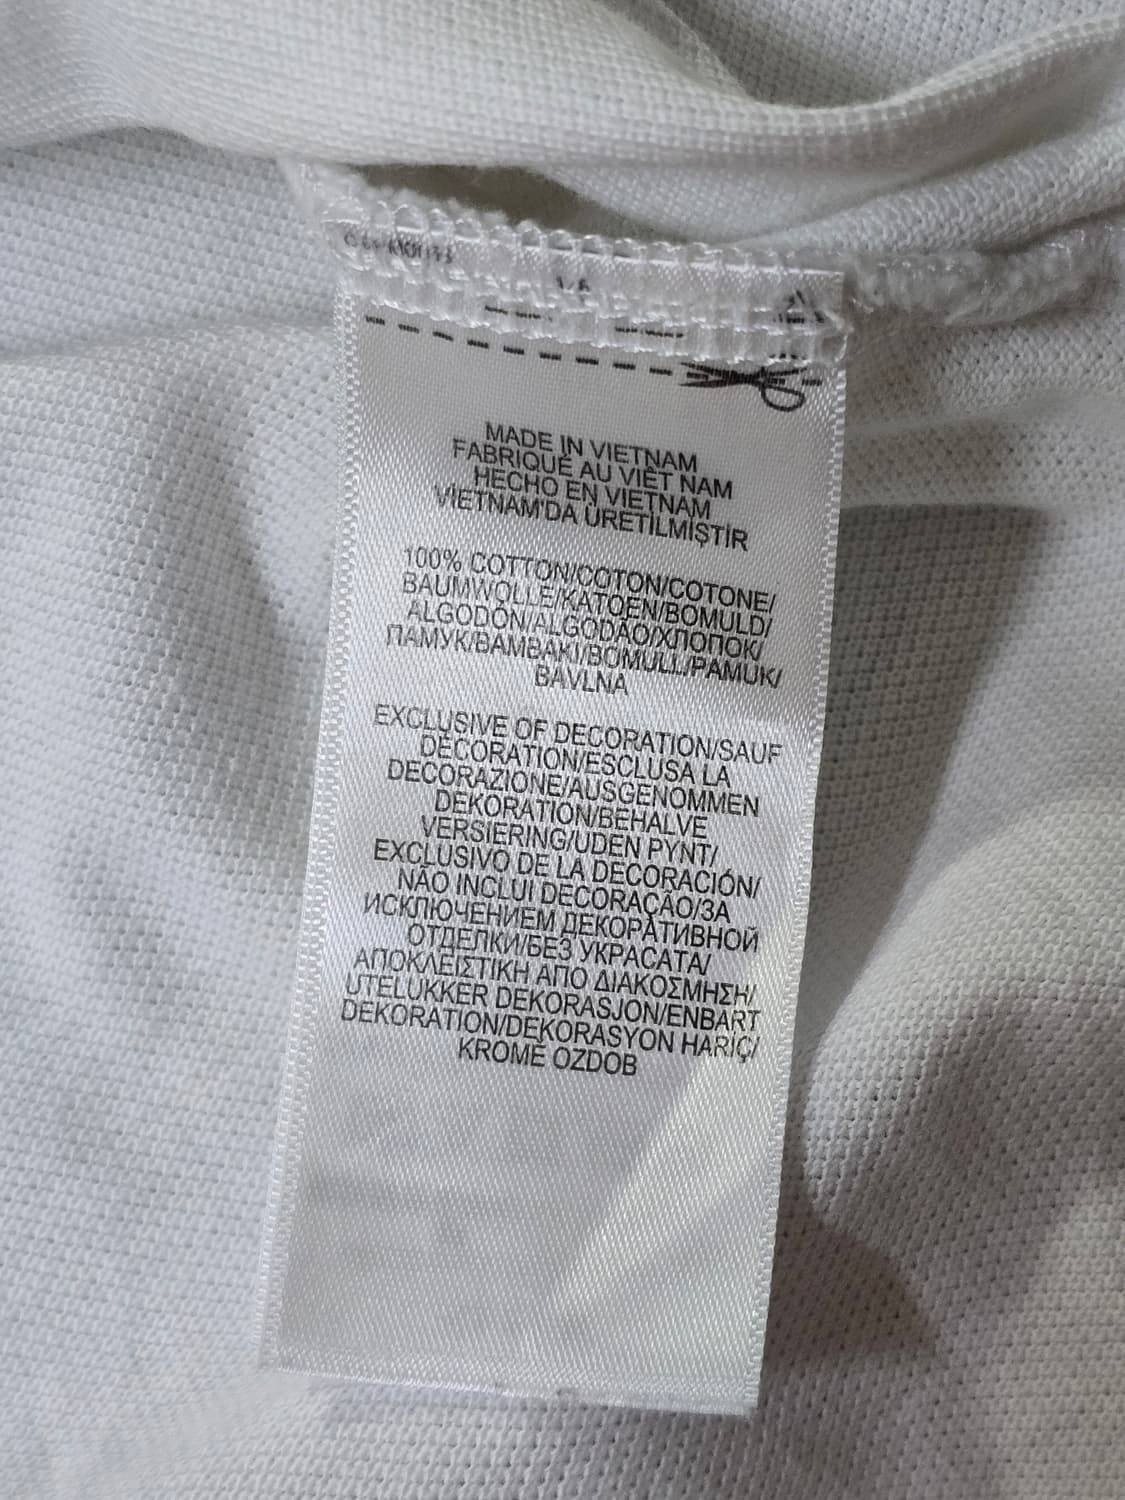 MADE IN VIETNAM
FABRIQUÉ AU VIÊT NAM
HECHO EN VIETNAM
VİETNAM'DA ÜRETİLMİŞTİR
100% COTTON/COTON/COTONE/
BAUMWOLLE/KATOEN/BOMULD/
ALGODÓN/ALGODÃO/ХЛОПОК/
ПАМУК/ΒΑΜΒΑΚΙ/BOMULL/PAMUK/
BAVLNA
EXCLUSIVE OF DECORATION/SAUF
DÉCORATION/ESCLUSA LA
DECORAZIONE/AUSGENOMMEN
DEKORATION/BEHALVE
VERSIERING/UDEN PYNT/
EXCLUSIVO DE LA DECORACIÓN/
NÃO INCLUI DECORAÇÃO/ЗА
ИСКЛЮЧЕНИЕМ ДЕКОРАТИВНОЙ
ОТДЕЛКИ/БЕЗ УКРАСАТА/
ΑΠΟΚΛΕΙΣΤΙΚΗ ΑΠΟ ΔΙΑΚΟΣΜΗΣΗ/
UTELUKKER DEKORASJON/ENBART
DEKORATION/DEKORASYON HARİÇ/
KROMĚ OZDOB